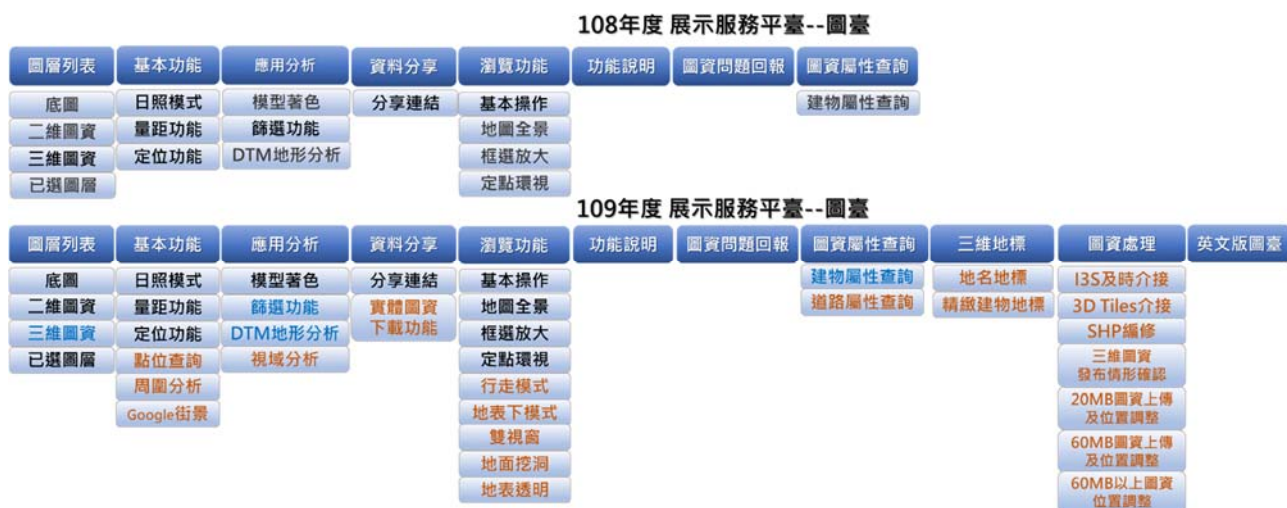 108年度 展示服務平臺--圖臺
圖層列表 基本功能 應用分析 資料分享 瀏覽功能 功能說明 圖資問題回報 圖資屬性查詢
底圖 日照模式 模型著色 分享連結 基本操作 建物屬性查詢
二維圖資 量距功能 篩選功能 地圖全景
三維圖資 定位功能 DTM地形分析 框選放大
已選圖層 定點環視
109年度 展示服務平臺--圖臺
圖層列表 基本功能 應用分析 資料分享 瀏覽功能 功能說明 圖資問題回報 圖資屬性查詢 三維地標 圖資處理 英文版圖臺
底圖 日照模式 模型著色 分享連結 基本操作 建物屬性查詢 地名地標 I3S及時介接
二維圖資 量距功能 篩選功能 實體圖資 地圖全景 道路屬性查詢 精緻建物地標 3D Tiles介接
下載功能
三維圖資 定位功能 DTM地形分析 框選放大 SHP編修
已選圖層 點位查詢 視域分析 定點環視 三維圖資
發布情形確認
周圍分析 行走模式
Google街景 地表下模式 20MB圖資上傳
及位置調整
雙視窗 60MB圖資上傳
及位置調整
地面挖洞
地表透明 60MB以上圖資
位置調整